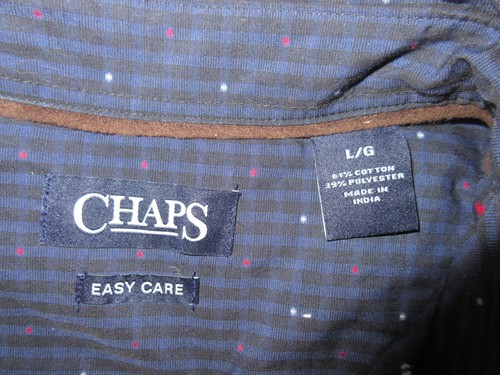 CHAPS
EASY CARE
L/G
61% COTTON
39% POLYESTER
MADE IN
INDIA